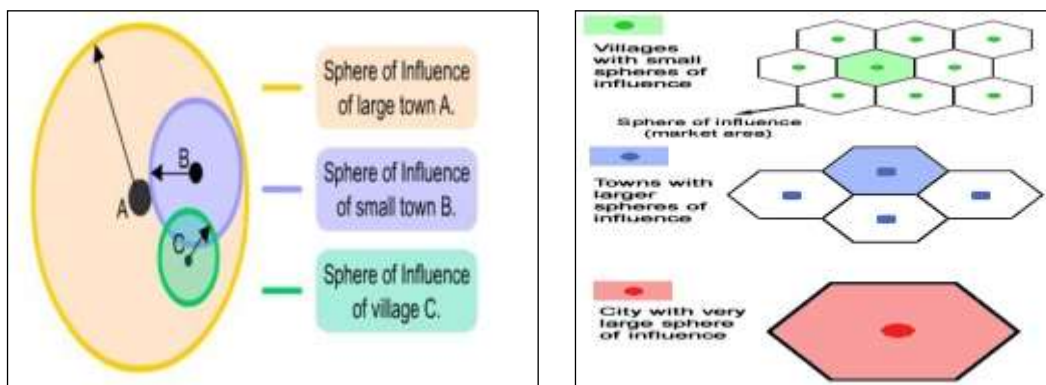 A
B
C
Sphere of Influence
of large town A.
Sphere of Influence
of small town B.
Sphere of Influence
of village C.
Villages
with small
spheres of
influence
Sphere of influence
(market area)
Towns with
larger
spheres of
influence
City with very
large sphere
of influence